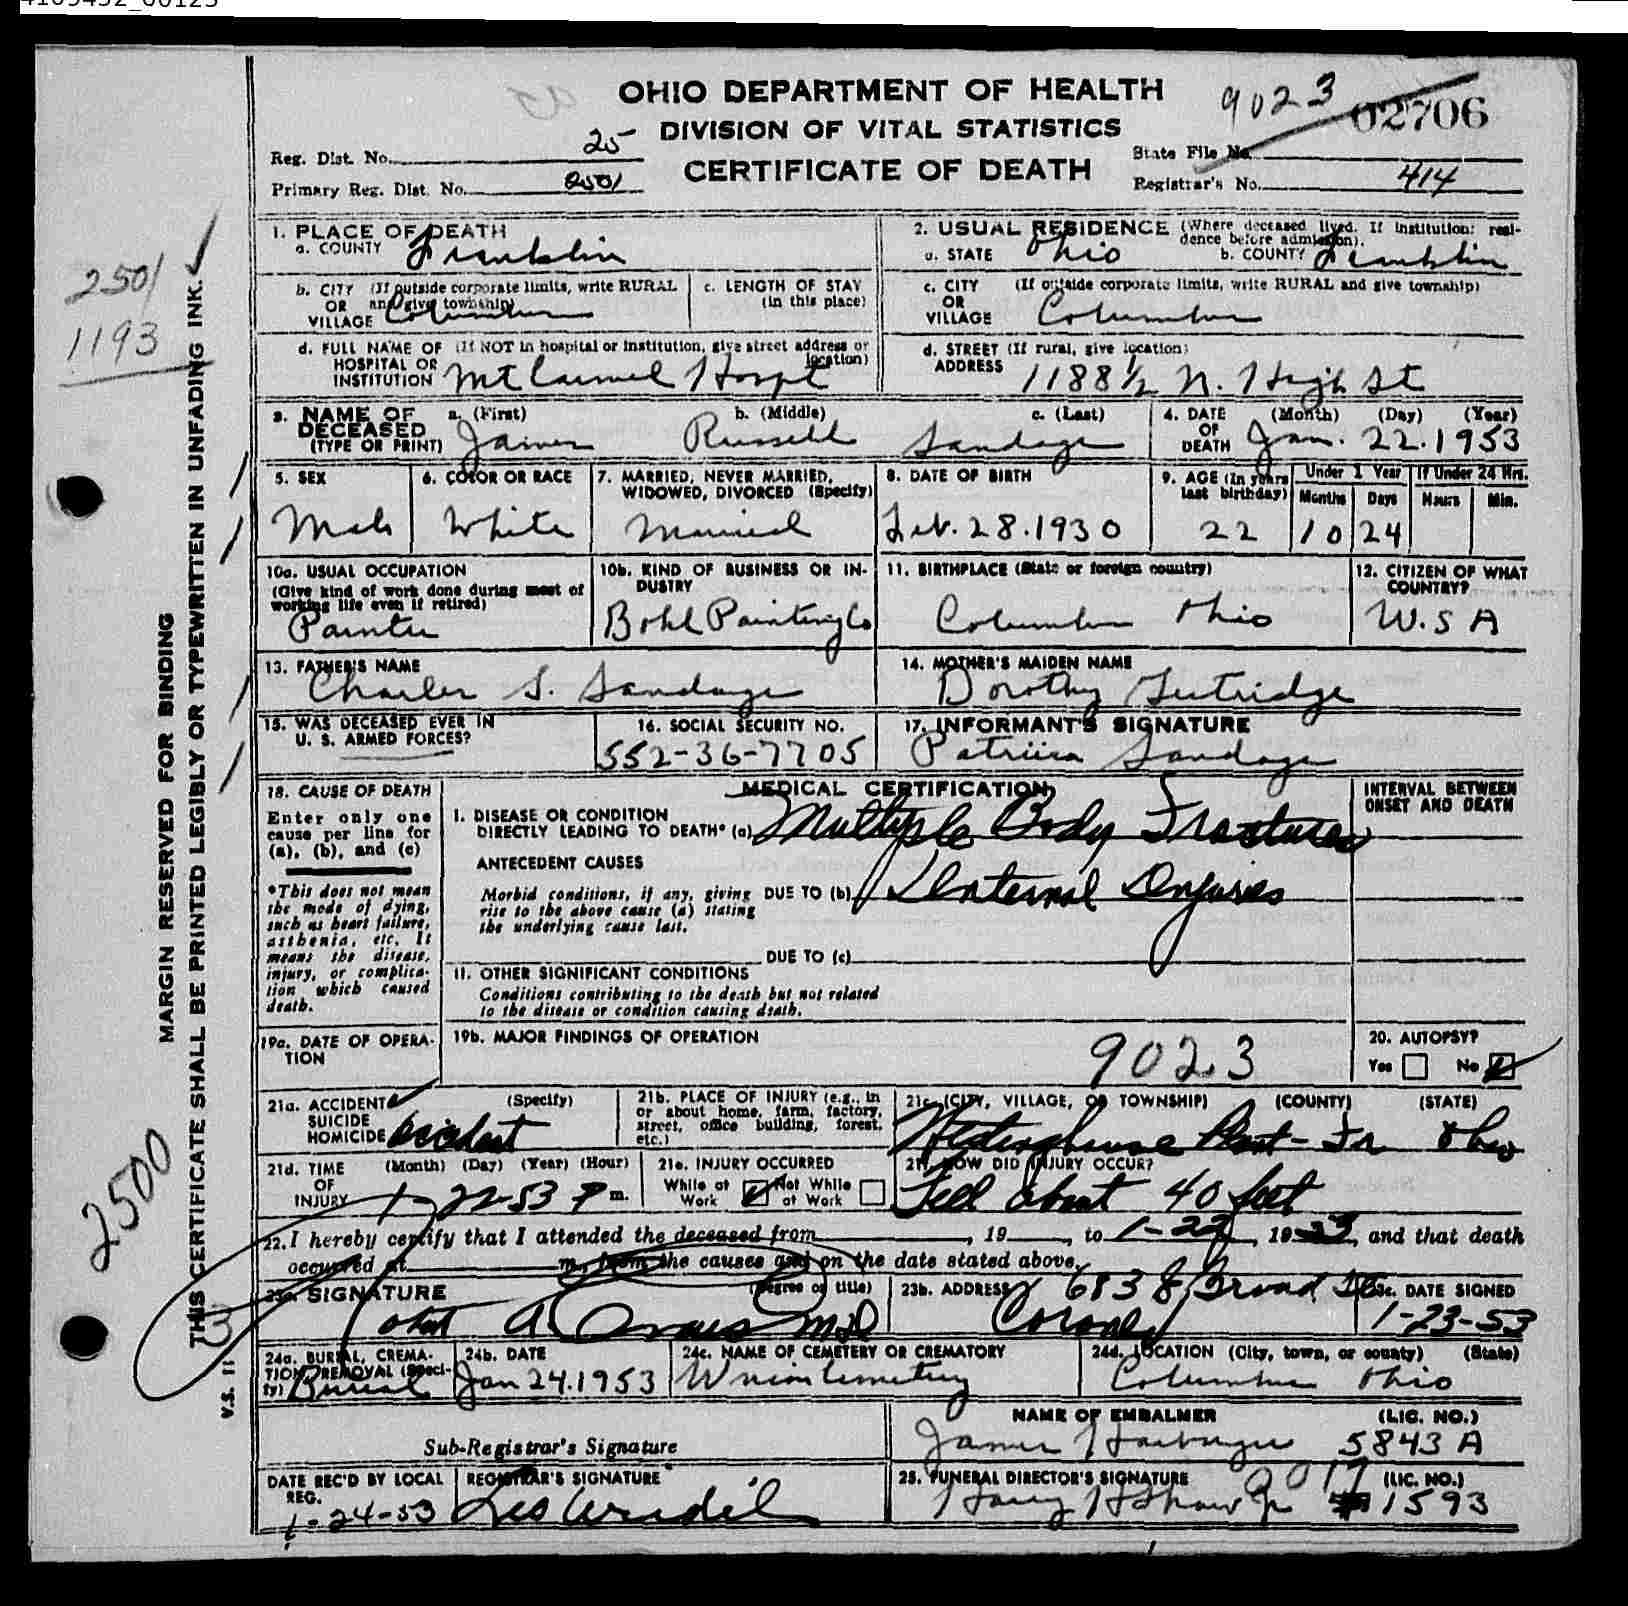 OHIO DEPARTMENT OF HEALTH
DIVISION OF VITAL STATISTICS
CERTIFICATE OF DEATH
9023 02706
Reg. Dist. No. 25
Primary Reg. Dist. No. 2501
State File No.
Registrar's No. 414
2501
1193
2500
3
MARGIN RESERVED FOR BINDING
THIS CERTIFICATE SHALL BE PRINTED LEGIBLY OR TYPEWRITTEN IN UNFADING INK.
V.S. 11
1. PLACE OF DEATH
a. COUNTY Franklin
b. CITY (If outside corporate limits, write RURAL
OR and give township)
VILLAGE Columbus
c. LENGTH OF STAY
(in this place)
d. FULL NAME OF (If NOT in hospital or institution, give street address or
HOSPITAL OR location)
INSTITUTION Mt Carmel Hospt
2. USUAL RESIDENCE (Where deceased lived. If institution: resi-
dence before admission).
a. STATE Ohio b. COUNTY Franklin
c. CITY (If outside corporate limits, write RURAL and give township)
OR
VILLAGE Columbus
d. STREET (If rural, give location)
ADDRESS 1188½ N. High St
3. NAME OF a. (First) b. (Middle) c. (Last)
DECEASED
(TYPE OR PRINT) James Russell Sandage
4. DATE (Month) (Day) (Year)
OF
DEATH Jan. 22. 1953
5. SEX
Male
6. COLOR OR RACE
White
7. MARRIED, NEVER MARRIED,
WIDOWED, DIVORCED (Specify)
Married
8. DATE OF BIRTH
Feb. 28. 1930
9. AGE (In years
last birthday)
22
Under 1 Year
Months Days
10 24
If Under 24 Hrs.
Hours Min.
10a. USUAL OCCUPATION
(Give kind of work done during most of
working life even if retired)
Painter
10b. KIND OF BUSINESS OR IN-
DUSTRY
Bohl Painting Co
11. BIRTHPLACE (State or foreign country)
Columbus Ohio
12. CITIZEN OF WHAT
COUNTRY?
U.S A
13. FATHER'S NAME
Charles S. Sandage
14. MOTHER'S MAIDEN NAME
Dorothy
15. WAS DECEASED EVER IN
U. S. ARMED FORCES?
16. SOCIAL SECURITY NO.
552-36-7705
17. INFORMANT'S SIGNATURE
Patricia Sandage
18. CAUSE OF DEATH
Enter only one
cause per line for
(a), (b), and (c)
*This does not mean
the mode of dying,
such as heart failure,
asthenia, etc. It
means the disease,
injury, or complica-
tion which caused
death.
MEDICAL CERTIFICATION
I. DISEASE OR CONDITION
DIRECTLY LEADING TO DEATH* (a) Multiple Body Fractures
ANTECEDENT CAUSES
Morbid conditions, if any, giving DUE TO (b) Internal Injuries
rise to the above cause (a) stating
the underlying cause last.
DUE TO (c)
II. OTHER SIGNIFICANT CONDITIONS
Conditions contributing to the death but not related
to the disease or condition causing death.
INTERVAL BETWEEN
ONSET AND DEATH
19a. DATE OF OPERA-
TION
19b. MAJOR FINDINGS OF OPERATION
9023
20. AUTOPSY?
Yes No
21a. ACCIDENT (Specify)
SUICIDE
HOMICIDE Accident
21b. PLACE OF INJURY (e.g., in
or about home, farm, factory,
street, office building, forest,
etc.)
21c. (CITY, VILLAGE, OR TOWNSHIP) (COUNTY) (STATE)
Westinghouse Plant - Fr Ohio
21d. TIME (Month) (Day) (Year) (Hour)
OF
INJURY 1-22-53 P m.
21e. INJURY OCCURRED
While at Not While
Work at Work
21f. HOW DID INJURY OCCUR?
Fell about 40 feet
22. I hereby certify that I attended the deceased from , 19 , to 1-22, 1953, and that death
occurred at m., from the causes and on the date stated above.
23a. SIGNATURE (Degree or title)
Robert A. Evans MD
23b. ADDRESS 683 E Broad St
Coroner
23c. DATE SIGNED
1-23-53
24a. BURIAL, CREMA-
TION, REMOVAL (Speci-
fy) Burial
24b. DATE
Jan 24. 1953
24c. NAME OF CEMETERY OR CREMATORY
Union Cemetery
24d. LOCATION (City, town, or county) (State)
Columbus Ohio
Sub-Registrar's Signature
NAME OF EMBALMER (LIC. NO.)
James 5843 A
DATE REC'D BY LOCAL
REG.
1-24-53
REGISTRAR'S SIGNATURE
25. FUNERAL DIRECTOR'S SIGNATURE (LIC. NO.)
Harry H Shaw Jr 1593